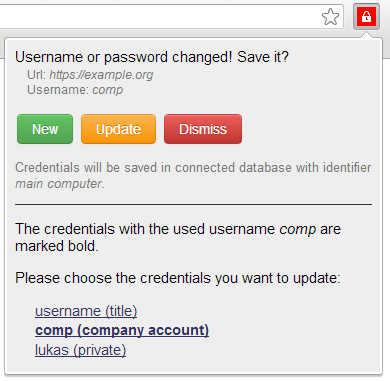 Username or password changed! Save it?
Url: https://example.org
Username: comp
New Update Dismiss
Credentials will be saved in connected database with identifier
main computer.
The credentials with the used username comp are
marked bold.
Please choose the credentials you want to update:
username (title)
comp (company account)
lukas (private)